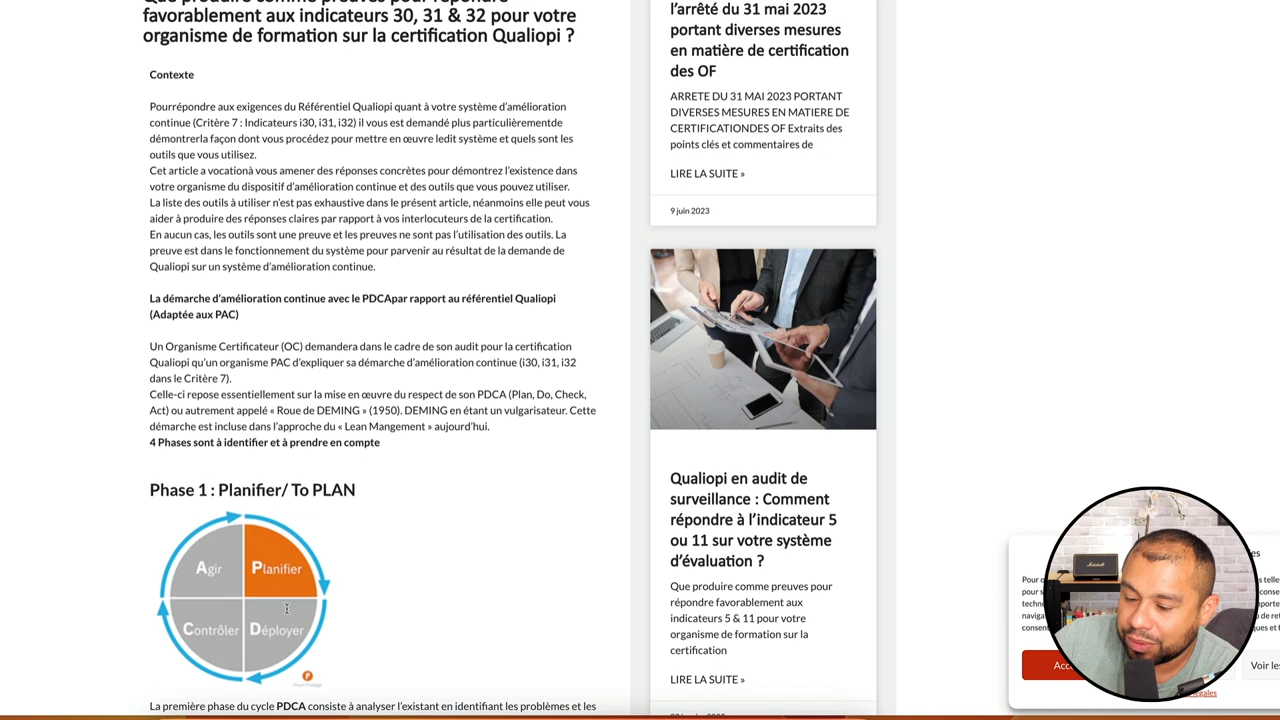 favorablement aux indicateurs 30, 31 & 32 pour votre
organisme de formation sur la certification Qualiopi ?
Contexte
Pourrépondre aux exigences du Référentiel Qualiopi quant à votre système d'amélioration
continue (Critère 7 : Indicateurs i30, i31, i32) il vous est demandé plus particulièrementde
démontrerla façon dont vous procédez pour mettre en œuvre ledit système et quels sont les
outils que vous utilisez.
Cet article a vocationà vous amener des réponses concrètes pour démontrez l'existence dans
votre organisme du dispositif d'amélioration continue et des outils que vous pouvez utiliser.
La liste des outils à utiliser n'est pas exhaustive dans le présent article, néanmoins elle peut vous
aider à produire des réponses claires par rapport à vos interlocuteurs de la certification.
En aucun cas, les outils sont une preuve et les preuves ne sont pas l'utilisation des outils. La
preuve est dans le fonctionnement du système pour parvenir au résultat de la demande de
Qualiopi sur un système d'amélioration continue.
La démarche d'amélioration continue avec le PDCApar rapport au référentiel Qualiopi
(Adaptée aux PAC)
Un Organisme Certificateur (OC) demandera dans le cadre de son audit pour la certification
Qualiopi qu'un organisme PAC d'expliquer sa démarche d'amélioration continue (i30, i31, i32
dans le Critère 7).
Celle-ci repose essentiellement sur la mise en œuvre du respect de son PDCA (Plan, Do, Check,
Act) ou autrement appelé « Roue de DEMING » (1950). DEMING en étant un vulgarisateur. Cette
démarche est incluse dans l'approche du « Lean Mangement » aujourd'hui.
4 Phases sont à identifier et à prendre en compte
Phase 1 : Planifier/ To PLAN
Agir
Planifier
Contrôler
Déployer
La première phase du cycle PDCA consiste à analyser l'existant en identifiant les problèmes et les
l'arrêté du 31 mai 2023
portant diverses mesures
en matière de certification
des OF
ARRETE DU 31 MAI 2023 PORTANT
DIVERSES MESURES EN MATIERE DE
CERTIFICATIONDES OF Extraits des
points clés et commentaires de
LIRE LA SUITE »
9 juin 2023
Qualiopi en audit de
surveillance : Comment
répondre à l'indicateur 5
ou 11 sur votre système
d'évaluation ?
Que produire comme preuves pour
répondre favorablement aux
indicateurs 5 & 11 pour votre
organisme de formation sur la
certification
LIRE LA SUITE »
Marshall
Voir les